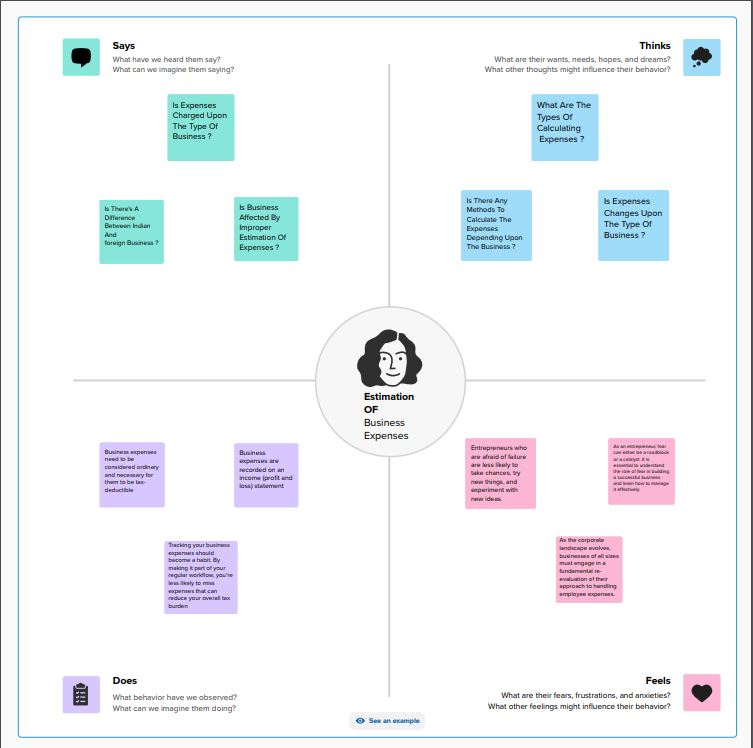 Says
What have we heard them say?
What can we imagine them saying?
Thinks
What are their wants, needs, hopes, and dreams?
What other thoughts might influence their behavior?
Is Expenses
Charged Upon
The Type Of
Business ?
Is There's A
Difference
Between Indian
And
foreign Business ?
Is Business
Affected By
Improper
Estimation Of
Expenses ?
What Are The
Types Of
Calculating
Expenses ?
Is There Any
Methods To
Calculate The
Expenses
Depending Upon
The Business ?
Is Expenses
Changes Upon
The Type Of
Business ?
Estimation
OF
Business
Expenses
Business expenses
need to be
considered ordinary
and necessary for
them to be tax-
deductible
Business
expenses are
recorded on an
income (profit and
loss) statement
Tracking your business
expenses should
become a habit. By
making it part of your
regular workflow, you're
less likely to miss
expenses that can
reduce your overall tax
burden
Entrepreneurs who
are afraid of failure
are less likely to
take chances, try
new things, and
experiment with
new ideas.
As an entrepreneur, fear
can either be a roadblock
or a catalyst. It is
essential to understand
the role of fear in building
a successful business
and learn how to manage
it effectively
As the corporate
landscape evolves,
businesses of all sizes
must engage in a
fundamental re-
evaluation of their
approach to handling
employee expenses.
Does
What behavior have we observed?
What can we imagine them doing?
Feels
What are their fears, frustrations, and anxieties?
What other feelings might influence their behavior?
See an example